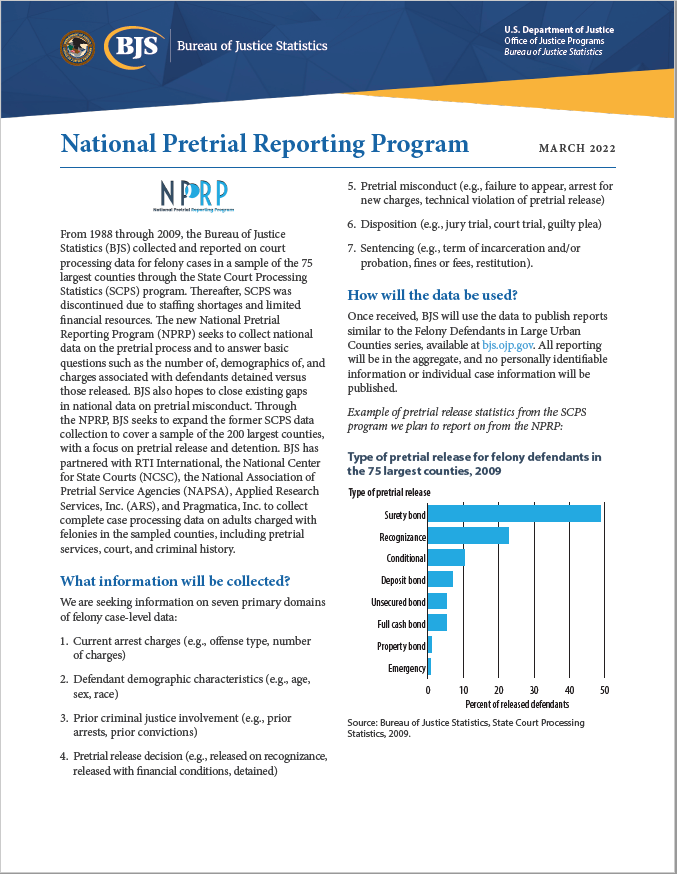 BJS
Bureau of Justice Statistics
U.S. Department of Justice
Office of Justice Programs
Bureau of Justice Statistics
National Pretrial Reporting Program
MARCH 2022
NPRP
National Pretrial Reporting Program
From 1988 through 2009, the Bureau of Justice
Statistics (BJS) collected and reported on court
processing data for felony cases in a sample of the 75
largest counties through the State Court Processing
Statistics (SCPS) program. Thereafter, SCPS was
discontinued due to staffing shortages and limited
financial resources. The new National Pretrial
Reporting Program (NPRP) seeks to collect national
data on the pretrial process and to answer basic
questions such as the number of, demographics of, and
charges associated with defendants detained versus
those released. BJS also hopes to close existing gaps
in national data on pretrial misconduct. Through
the NPRP, BJS seeks to expand the former SCPS data
collection to cover a sample of the 200 largest counties,
with a focus on pretrial release and detention. BJS has
partnered with RTI International, the National Center
for State Courts (NCSC), the National Association of
Pretrial Service Agencies (NAPSA), Applied Research
Services, Inc. (ARS), and Pragmatica, Inc. to collect
complete case processing data on adults charged with
felonies in the sampled counties, including pretrial
services, court, and criminal history.
What information will be collected?
We are seeking information on seven primary domains
of felony case-level data:
1. Current arrest charges (e.g., offense type, number
of charges)
2. Defendant demographic characteristics (e.g., age,
sex, race)
3. Prior criminal justice involvement (e.g., prior
arrests, prior convictions)
4. Pretrial release decision (e.g., released on recognizance,
released with financial conditions, detained)
5. Pretrial misconduct (e.g., failure to appear, arrest for
new charges, technical violation of pretrial release)
6. Disposition (e.g., jury trial, court trial, guilty plea)
7. Sentencing (e.g., term of incarceration and/or
probation, fines or fees, restitution).
How will the data be used?
Once received, BJS will use the data to publish reports
similar to the Felony Defendants in Large Urban
Counties series, available at bjs.ojp.gov. All reporting
will be in the aggregate, and no personally identifiable
information or individual case information will be
published.
Example of pretrial release statistics from the SCPS
program we plan to report on from the NPRP:
Type of pretrial release for felony defendants in
the 75 largest counties, 2009
Type of pretrial release
Surety bond
Recognizance
Conditional
Deposit bond
Unsecured bond
Full cash bond
Property bond
Emergency
0 10 20 30 40 50
Percent of released defendants
Source: Bureau of Justice Statistics, State Court Processing
Statistics, 2009.